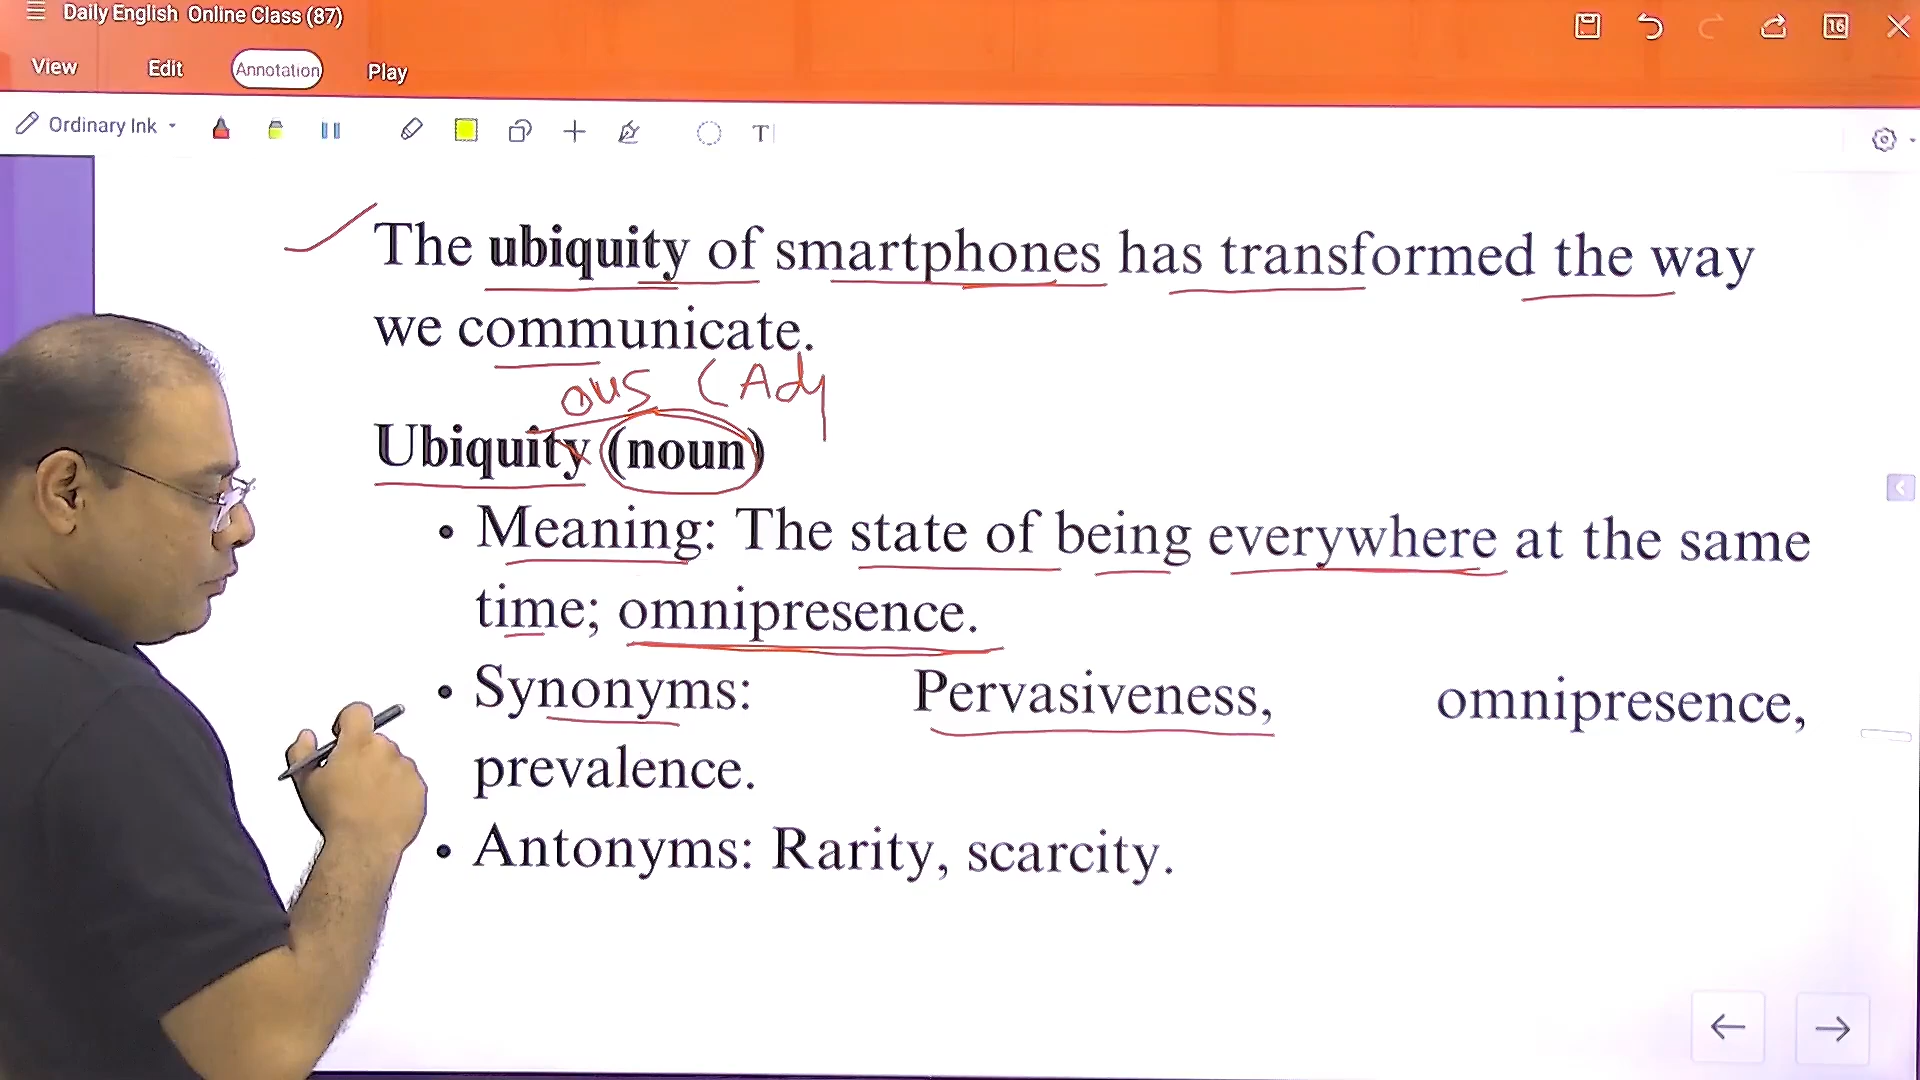 Daily English Online Class (87)
16
View Edit Annotation Play
Ordinary Ink T
The ubiquity of smartphones has transformed the way
we communicate.
ous (Adj
Ubiquity (noun)
• Meaning: The state of being everywhere at the same
time; omnipresence.
• Synonyms: Pervasiveness, omnipresence,
prevalence.
• Antonyms: Rarity, scarcity.